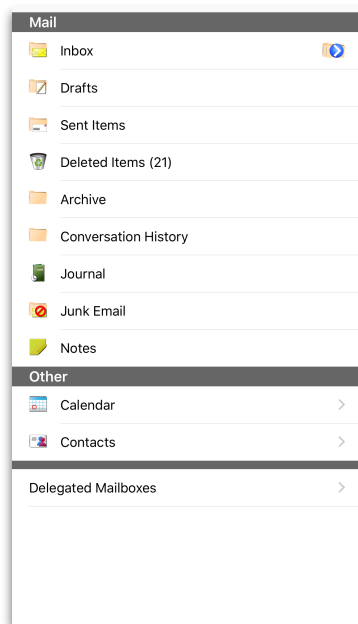 Mail
Inbox
Drafts
Sent Items
Deleted Items (21)
Archive
Conversation History
Journal
Junk Email
Notes
Other
Calendar
Contacts
Delegated Mailboxes